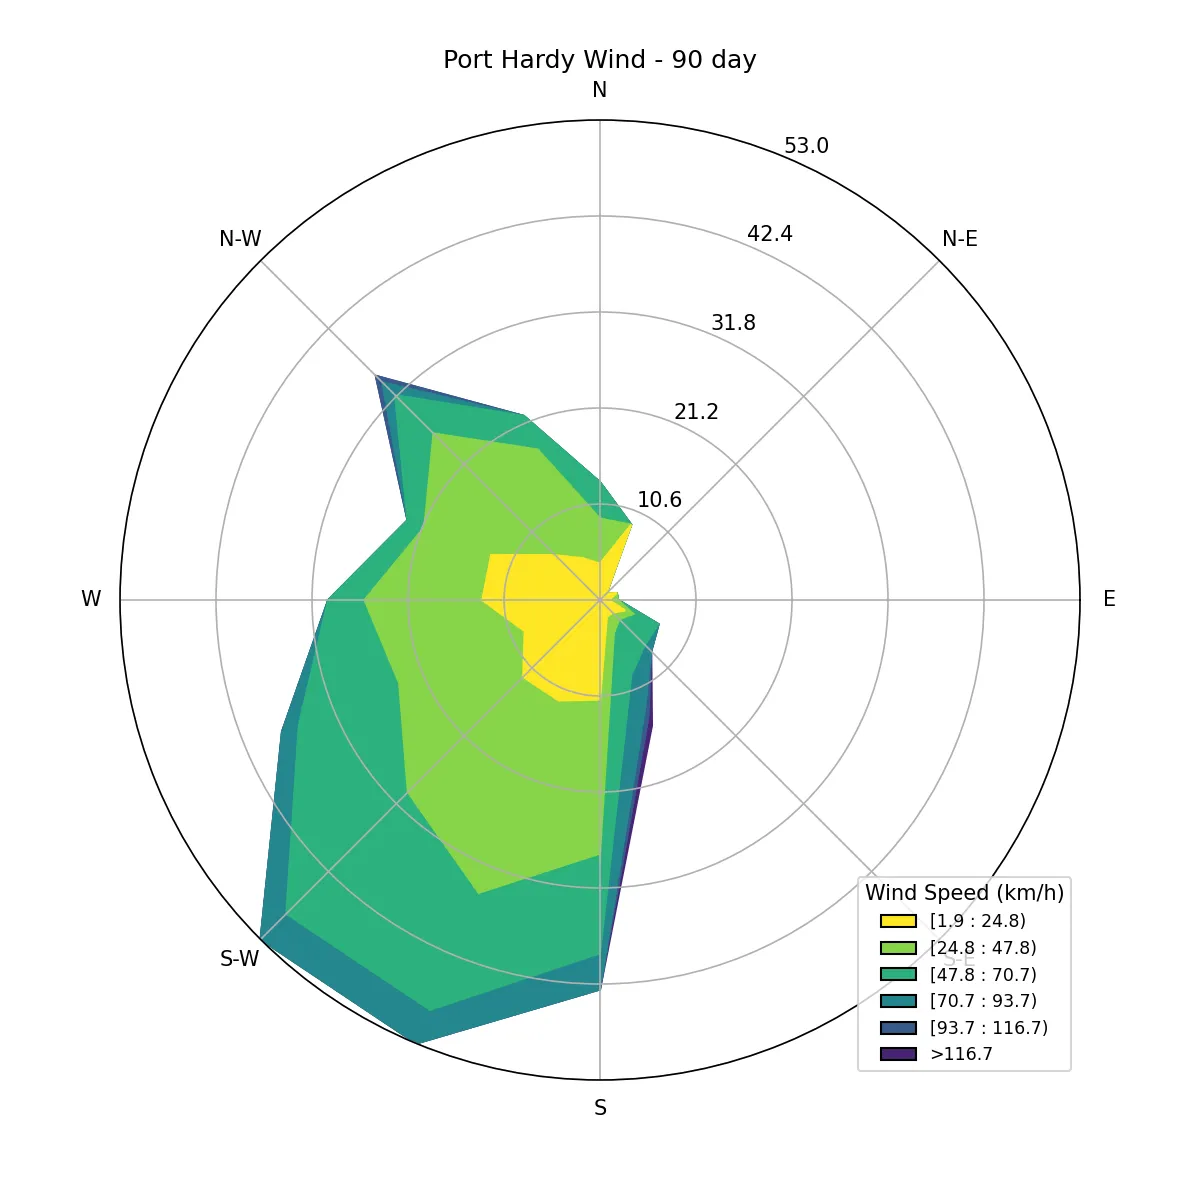 Port Hardy Wind - 90 day
N
53.0
N-W
42.4
N-E
31.8
21.2
10.6
W
E
S-W
S-E
S
Wind Speed (km/h)
[1.9 : 24.8)
[24.8 : 47.8)
[47.8 : 70.7)
[70.7 : 93.7)
[93.7 : 116.7)
>116.7